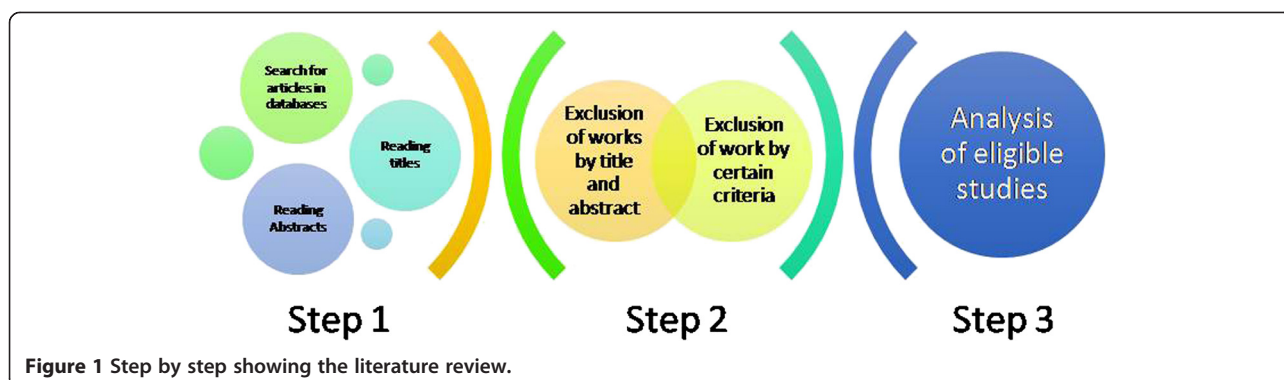 Search for
articles in
databases
Reading
titles
Reading
Abstracts
Exclusion
of works
by title
and
abstract
Exclusion
of work by
certain
criteria
Analysis
of eligible
studies
Step 1
Step 2
Step 3
Figure 1 Step by step showing the literature review.